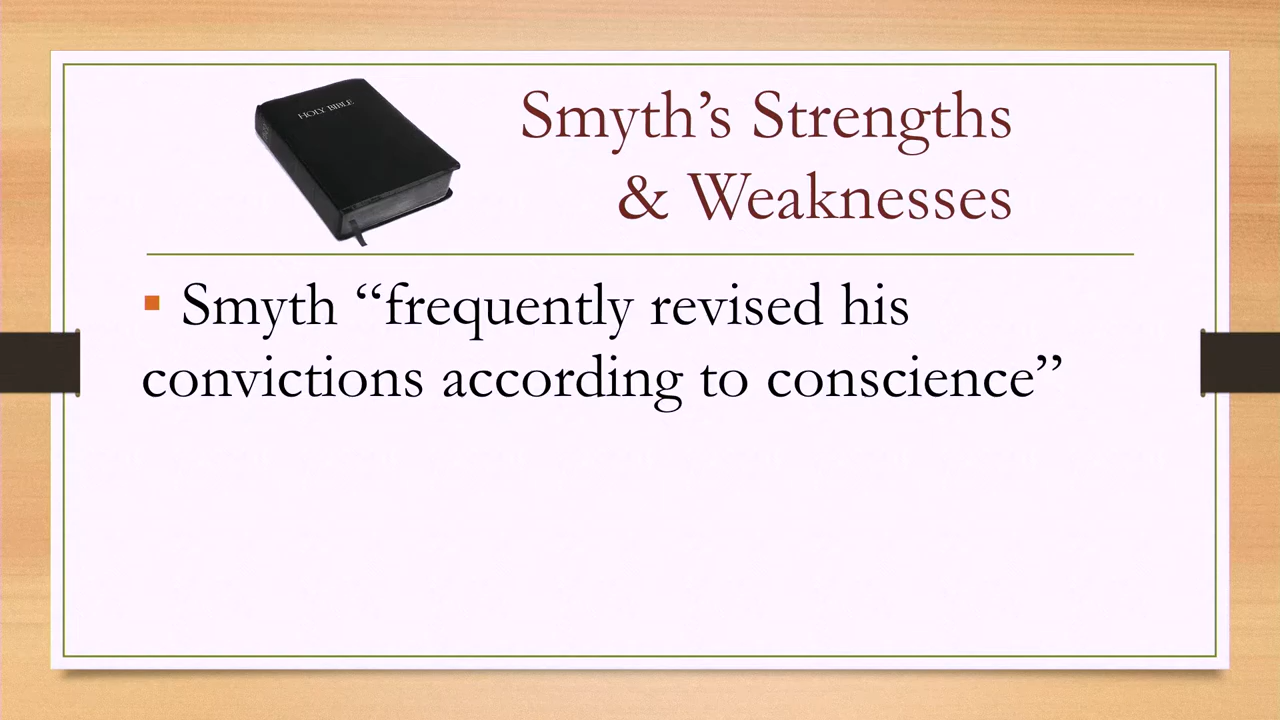 HOLY BIBLE
Smyth’s Strengths
& Weaknesses
▪ Smyth “frequently revised his
convictions according to conscience”